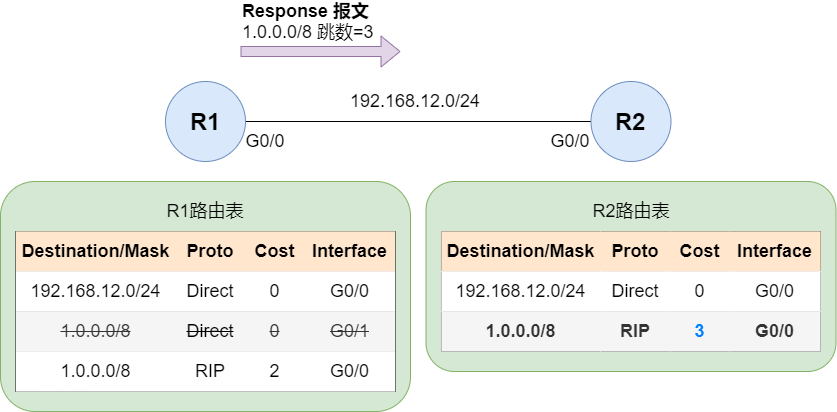 Response 报文
1.0.0.0/8 跳数=3
192.168.12.0/24
R1
R2
G0/0
G0/0
R1路由表
Destination/Mask Proto Cost Interface
192.168.12.0/24 Direct 0 G0/0
1.0.0.0/8 Direct 0 G0/1
1.0.0.0/8 RIP 2 G0/0
R2路由表
Destination/Mask Proto Cost Interface
192.168.12.0/24 Direct 0 G0/0
1.0.0.0/8 RIP 3 G0/0